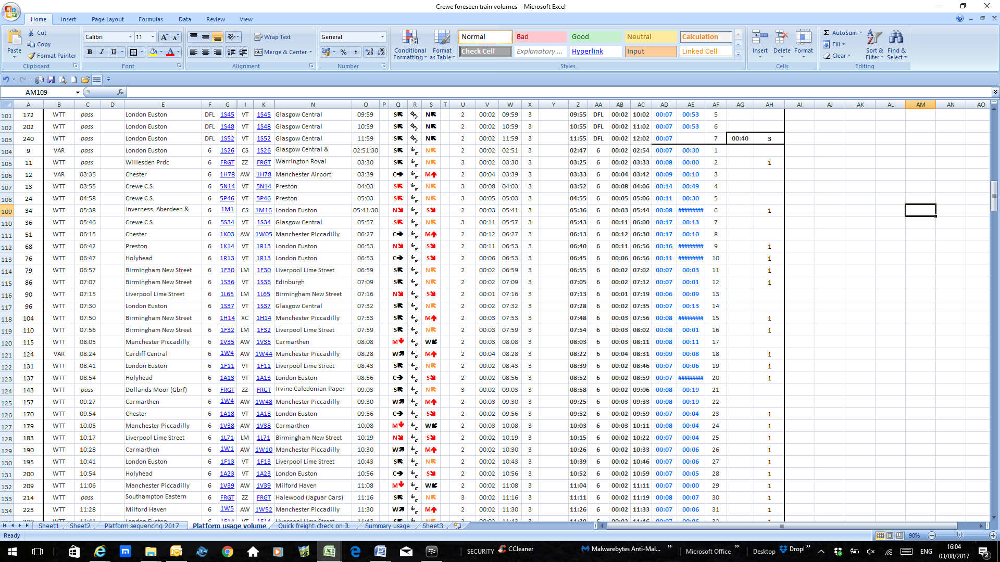 Crewe foreseen train volumes - Microsoft Excel
Home Insert Page Layout Formulas Data Review View
Paste Cut Copy Format Painter Clipboard
Calibri 11 A A B I U A Font
Wrap Text Merge & Center Alignment
General % , Number
Conditional Formatting Format as Table
Normal Bad Good Neutral Calculation
Check Cell Explanatory ... Hyperlink Input Linked Cell
Styles
Insert Delete Format Cells
Σ AutoSum Fill Clear Sort & Filter Find & Select Editing
AM109 fx
A B C D E F G I K N O P Q R S T U V W X Y Z AA AB AC AD AE AF AG AH AI AJ AK AL AM AN AO
101 172 WTT pass London Euston DFL 1S45 VT 1S45 Glasgow Central 09:59 S N 2 00:02 09:59 3 09:55 DFL 00:02 10:02 00:07 00:53 5
102 202 WTT pass London Euston DFL 1S48 VT 1S48 Glasgow Central 10:59 S N 2 00:02 10:59 3 10:55 DFL 00:02 11:02 00:07 00:53 6
103 240 WTT pass London Euston DFL 1S52 VT 1S52 Glasgow Central 11:59 S N 2 00:02 11:59 3 11:55 DFL 00:02 12:02 00:07 7 00:40 3
104 9 VAR pass London Euston 6 1S26 CS 1S26 Glasgow Central & 02:51:30 S N 2 00:02 02:51 3 02:47 6 00:02 02:54 00:07 00:30 1
105 11 WTT pass Willesden Prdc 6 FRGT ZZ FRGT Warrington Royal 03:30 S N 3 00:02 03:30 3 03:25 6 00:02 03:33 00:08 00:00 2 1
106 12 VAR 03:35 Chester 6 1H78 AW 1H78 Manchester Airport 03:39 C M 2 00:04 03:39 3 03:33 6 00:04 03:42 00:09 00:10 3
107 13 WTT 03:55 Crewe C.S. 6 5N14 VT 5N14 Preston 04:03 S N 3 00:08 04:03 3 03:52 6 00:08 04:06 00:14 00:49 4
108 24 WTT 04:58 Crewe C.S. 6 5P46 VT 5P46 Preston 05:03 S N 3 00:05 05:03 3 04:55 6 00:05 05:06 00:11 00:30 5
109 34 WTT 05:38 Inverness, Aberdeen & 6 1M1 CS 1M16 London Euston 05:41:30 N S 2 00:03 05:41 3 05:36 6 00:03 05:44 00:08 ######## 6 1
110 36 WTT 05:46 Crewe C.S. 6 5S34 VT 1S34 Glasgow Central 05:57 S N 3 00:11 05:57 3 05:43 6 00:11 06:00 00:17 00:13 7
111 51 WTT 06:15 Chester 6 1K03 AW 1W05 Manchester Piccadilly 06:27 C M 2 00:12 06:27 3 06:13 6 00:12 06:30 00:17 00:10 8
112 68 WTT 06:42 Preston 6 1K14 VT 1R13 London Euston 06:53 N S 2 00:11 06:53 3 06:40 6 00:11 06:56 00:16 ######## 9 1
113 76 WTT 06:47 Holyhead 6 1R13 VT 1R13 London Euston 06:53 C S 2 00:06 06:53 3 06:45 6 00:06 06:56 00:11 ######## 10 1
114 79 WTT 06:57 Birmingham New Street 6 1F30 LM 1F30 Liverpool Lime Street 06:59 S N 2 00:02 06:59 3 06:55 6 00:02 07:02 00:07 00:03 11 1
115 86 WTT 07:07 Birmingham New Street 6 1S36 VT 1S36 Edinburgh 07:09 S N 2 00:02 07:09 3 07:05 6 00:02 07:12 00:07 00:01 12 1
116 90 WTT 07:15 Liverpool Lime Street 6 1L65 LM 1L65 Birmingham New Street 07:16 N S 2 00:01 07:16 3 07:13 6 00:01 07:19 00:06 00:09 13
117 96 WTT 07:30 London Euston 6 1S37 VT 1S37 Glasgow Central 07:32 S N 2 00:02 07:32 3 07:28 6 00:02 07:35 00:07 00:13 14
118 104 WTT 07:50 Birmingham New Street 6 1H14 XC 1H14 Manchester Piccadilly 07:53 S M 2 00:03 07:53 3 07:48 6 00:03 07:56 00:08 ######## 15 1
119 110 WTT 07:56 Birmingham New Street 6 1F32 LM 1F32 Liverpool Lime Street 07:59 S N 2 00:03 07:59 3 07:54 6 00:03 08:02 00:08 00:01 16 1
120 115 WTT 08:05 Manchester Piccadilly 6 1V35 AW 1V35 Carmarthen 08:08 M W 2 00:03 08:08 3 08:03 6 00:03 08:11 00:08 00:11 17
121 124 VAR 08:24 Cardiff Central 6 1W4 AW 1W44 Manchester Piccadilly 08:28 W M 2 00:04 08:28 3 08:22 6 00:04 08:31 00:09 00:08 18 1
122 131 WTT 08:41 London Euston 6 1F11 VT 1F11 Liverpool Lime Street 08:43 S N 2 00:02 08:43 3 08:39 6 00:02 08:46 00:07 00:06 19 1
123 137 WTT 08:54 Holyhead 6 1A13 VT 1A13 London Euston 08:56 C S 2 00:02 08:56 3 08:52 6 00:02 08:59 00:07 ######## 20 1
124 143 WTT pass Dollands Moor (Gbrf) 6 FRGT ZZ FRGT Irvine Caledonian Paper 09:03 S N 3 00:02 09:03 3 08:58 6 00:02 09:06 00:08 00:19 21
125 157 WTT 09:27 Carmarthen 6 1W4 AW 1W48 Manchester Piccadilly 09:30 W M 2 00:03 09:30 3 09:25 6 00:03 09:33 00:08 00:19 22
126 170 WTT 09:54 Chester 6 1A18 VT 1A18 London Euston 09:56 C S 2 00:02 09:56 3 09:52 6 00:02 09:59 00:07 00:04 23 1
127 179 WTT 10:05 Manchester Piccadilly 6 1V38 AW 1V38 Carmarthen 10:08 M W 2 00:03 10:08 3 10:03 6 00:03 10:11 00:08 00:04 24 1
128 183 WTT 10:17 Liverpool Lime Street 6 1L71 LM 1L71 Birmingham New Street 10:19 N S 2 00:02 10:19 3 10:15 6 00:02 10:22 00:07 00:04 25 1
129 190 WTT 10:28 Carmarthen 6 1W1 AW 1W10 Manchester Piccadilly 10:30 W M 2 00:02 10:30 3 10:26 6 00:02 10:33 00:07 00:06 26 1
130 195 WTT 10:41 London Euston 6 1F13 VT 1F13 Liverpool Lime Street 10:43 S N 2 00:02 10:43 3 10:39 6 00:02 10:46 00:07 00:06 27 1
131 200 WTT 10:54 Holyhead 6 1A23 VT 1A23 London Euston 10:56 C S 2 00:02 10:56 3 10:52 6 00:02 10:59 00:07 00:05 28 1
132 209 WTT 11:06 Manchester Piccadilly 6 1V39 AW 1V39 Milford Haven 11:08 M W 2 00:02 11:08 3 11:04 6 00:02 11:11 00:07 00:00 29 1
133 214 WTT pass Southampton Eastern 6 FRGT ZZ FRGT Halewood (Jaguar Cars) 11:16 S N 3 00:02 11:16 3 11:11 6 00:02 11:19 00:08 00:07 30 1
134 223 WTT 11:28 Milford Haven 6 1W5 AW 1W52 Manchester Piccadilly 11:30 W M 2 00:02 11:30 3 11:26 6 00:02 11:33 00:07 00:06 31 1
Sheet1 Sheet2 Platform sequencing 2017 Platform usage volume Quick freight check on IL Summary usage Sheet3
Ready 90%
SECURITY CCleaner Malwarebytes Anti-Mal... Microsoft Office Desktop Dropl ENG 16:04
03/08/2017 2